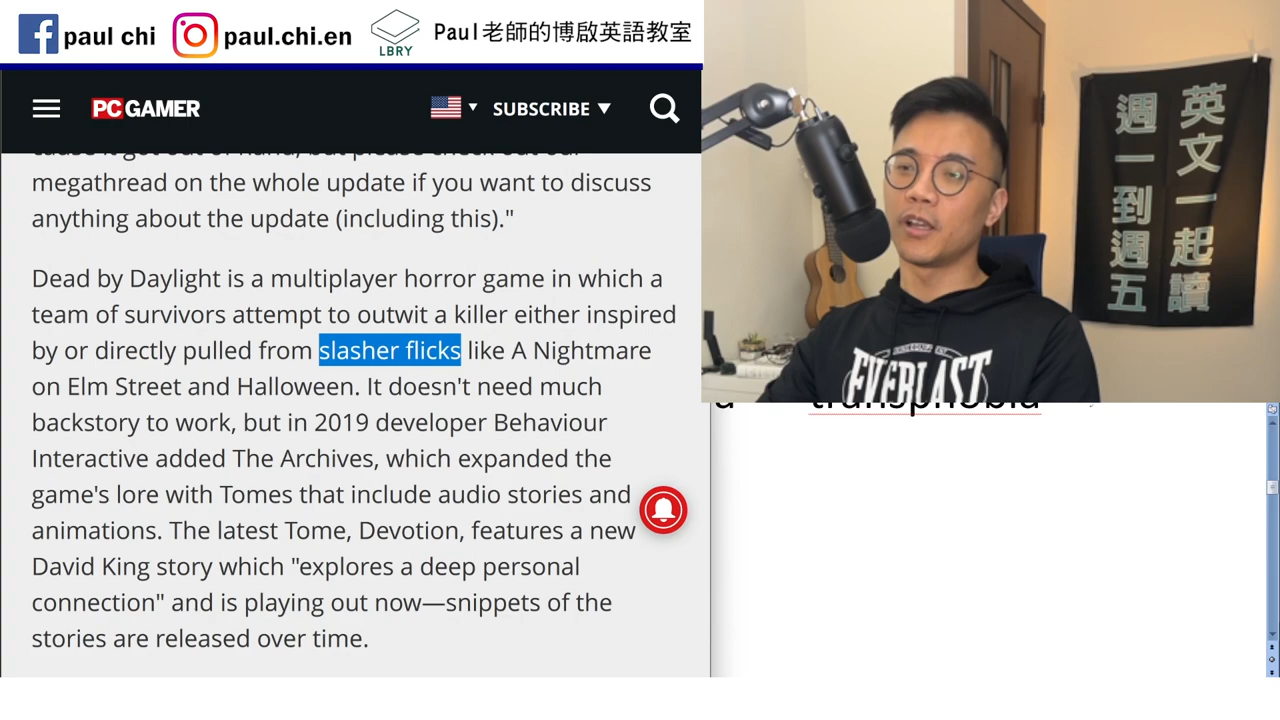 paul chi
paul.chi.en
LBRY
Paul老師的博啟英語教室
PC GAMER
SUBSCRIBE
megathread on the whole update if you want to discuss
anything about the update (including this)."
Dead by Daylight is a multiplayer horror game in which a
team of survivors attempt to outwit a killer either inspired
by or directly pulled from slasher flicks like A Nightmare
on Elm Street and Halloween. It doesn't need much
backstory to work, but in 2019 developer Behaviour
Interactive added The Archives, which expanded the
game's lore with Tomes that include audio stories and
animations. The latest Tome, Devotion, features a new
David King story which "explores a deep personal
connection" and is playing out now—snippets of the
stories are released over time.
英文一起讀
週一到週五
EVERLAST
transphobia